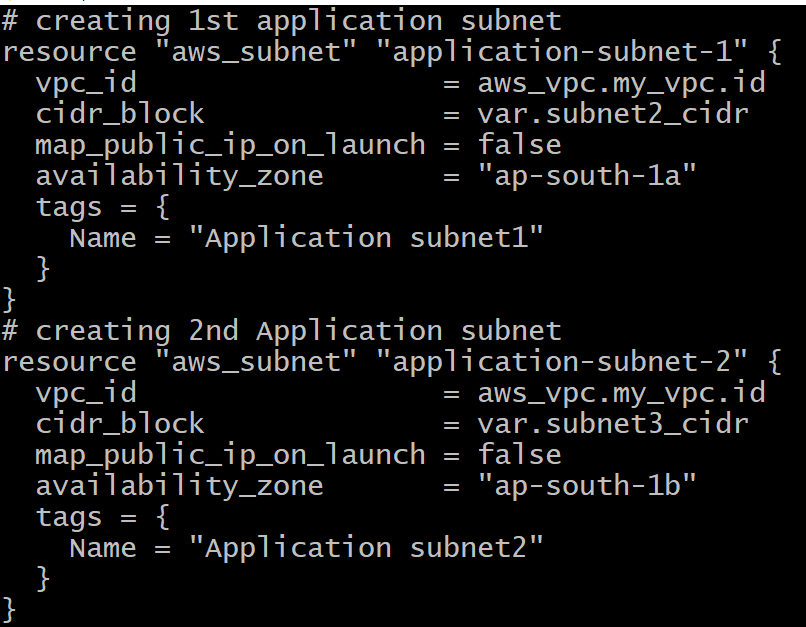 # creating 1st application subnet
resource "aws_subnet" "application-subnet-1" {
  vpc_id                  = aws_vpc.my_vpc.id
  cidr_block              = var.subnet2_cidr
  map_public_ip_on_launch = false
  availability_zone       = "ap-south-1a"
  tags = {
    Name = "Application subnet1"
  }
}
# creating 2nd Application subnet
resource "aws_subnet" "application-subnet-2" {
  vpc_id                  = aws_vpc.my_vpc.id
  cidr_block              = var.subnet3_cidr
  map_public_ip_on_launch = false
  availability_zone       = "ap-south-1b"
  tags = {
    Name = "Application subnet2"
  }
}